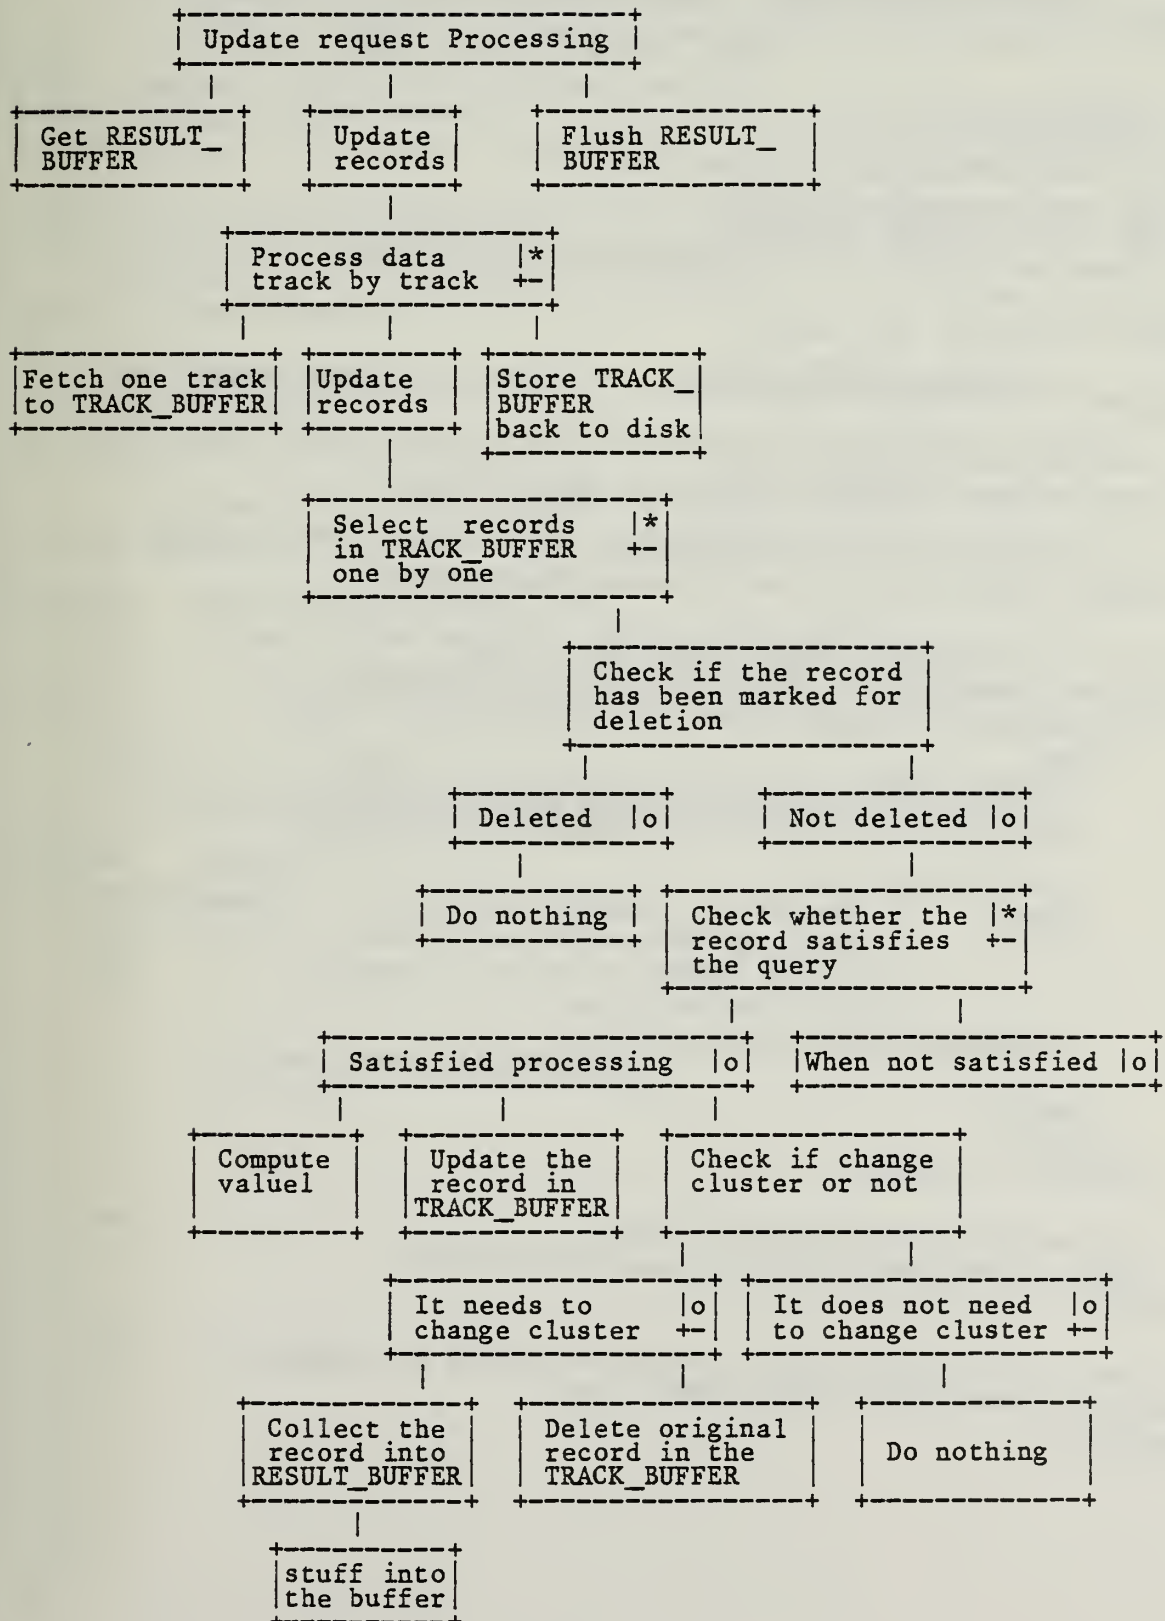 Update request Processing
Get RESULT_
BUFFER
Update
records
Flush RESULT_
BUFFER
Process data |*
track by track +-
Fetch one track
to TRACK_BUFFER
Update
records
Store TRACK_
BUFFER
back to disk
Select records |*
in TRACK_BUFFER +-
one by one
Check if the record
has been marked for
deletion
Deleted |o|
Not deleted |o|
Do nothing
Check whether the |*
record satisfies +-
the query
Satisfied processing |o|
When not satisfied |o|
Compute
value1
Update the
record in
TRACK_BUFFER
Check if change
cluster or not
It needs to |o
change cluster +-
It does not need |o
to change cluster +-
Collect the
record into
RESULT_BUFFER
Delete original
record in the
TRACK_BUFFER
Do nothing
stuff into
the buffer